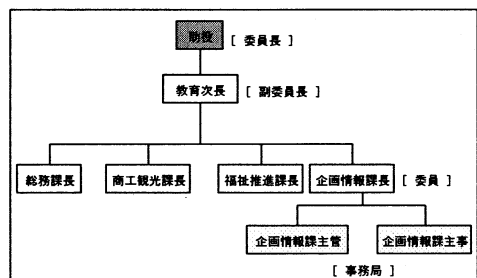 助役 [ 委員長 ]
教育次長 [ 副委員長 ]
総務課長 商工観光課長 福祉推進課長 企画情報課長 [ 委員 ]
企画情報課主管 企画情報課主事
[ 事務局 ]